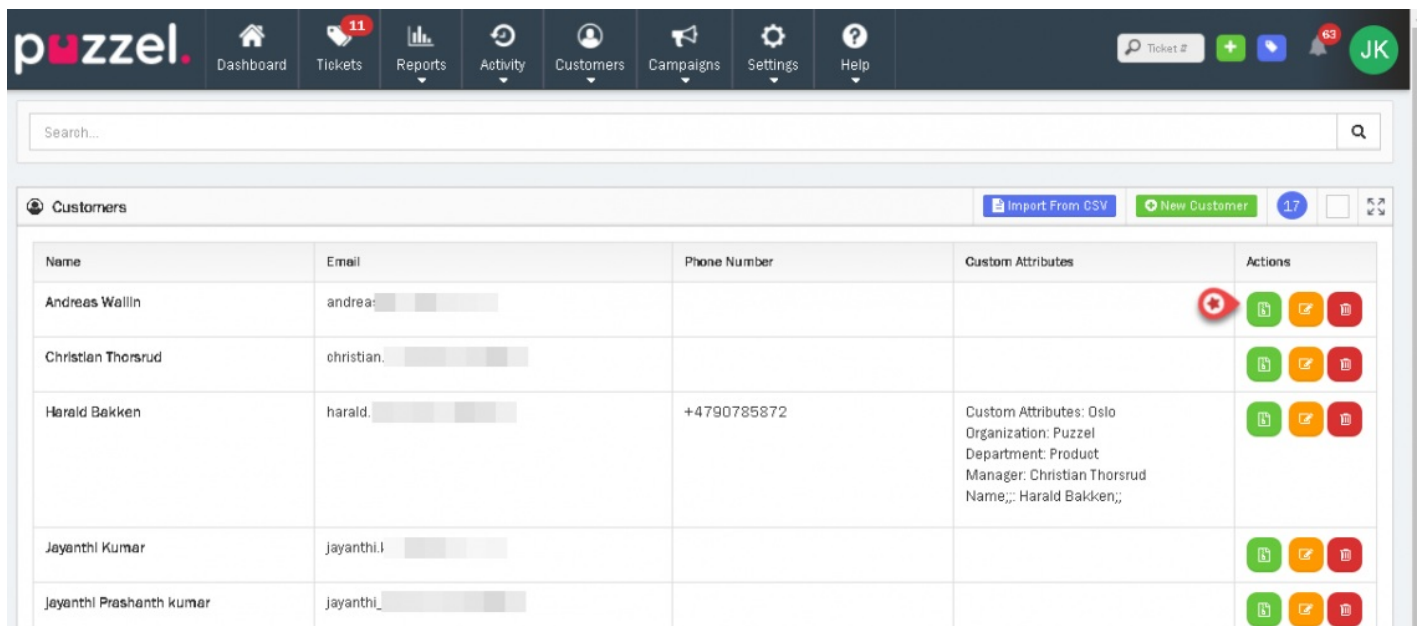 puzzel.
Dashboard
Tickets
11
Reports
Activity
Customers
Campaigns
Settings
Help
Ticket #
63
JK
Search...
Customers
Import From CSV
New Customer
17
Name Email Phone Number Custom Attributes Actions
Andreas Wallin andreas
Christian Thorsrud christian.
Harald Bakken harald. +4790785872 Custom Attributes: Oslo
Organization: Puzzel
Department: Product
Manager: Christian Thorsrud
Name;;: Harald Bakken;;
Jayanthi Kumar jayanthi.
jayanthi Prashanth kumar jayanthi_